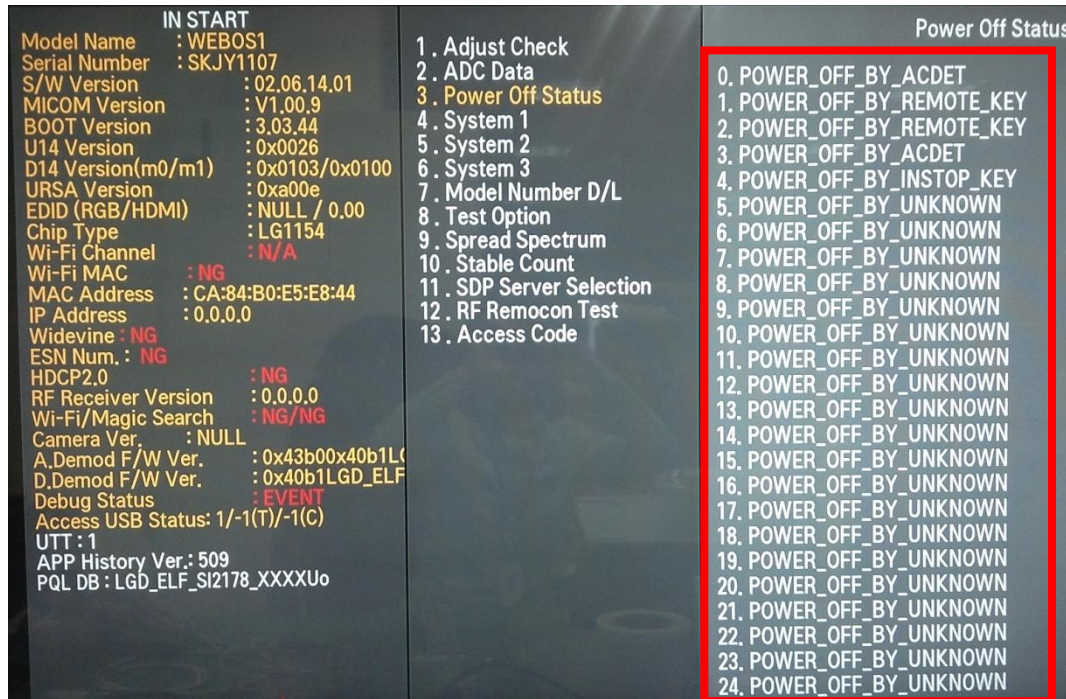 IN START
Model Name : WEBOS1
Serial Number : SKJY1107
S/W Version : 02.06.14.01
MICOM Version : V1.00.9
BOOT Version : 3.03.44
U14 Version : 0x0026
D14 Version(m0/m1) : 0x0103/0x0100
URSA Version : 0xa00e
EDID (RGB/HDMI) : NULL / 0.00
Chip Type : LG1154
Wi-Fi Channel : N/A
Wi-Fi MAC : NG
MAC Address : CA:84:B0:E5:E8:44
IP Address : 0.0.0.0
Widevine : NG
ESN Num. : NG
HDCP2.0 : NG
RF Receiver Version : 0.0.0.0
Wi-Fi/Magic Search : NG/NG
Camera Ver. : NULL
A.Demod F/W Ver. : 0x43b00x40b1L
D.Demod F/W Ver. : 0x40b1LGD_ELF
Debug Status : EVENT
Access USB Status: 1/-1(T)/-1(C)
UTT : 1
APP History Ver.: 509
PQL DB : LGD_ELF_SI2178_XXXXUo
1 . Adjust Check
2 . ADC Data
3 . Power Off Status
4 . System 1
5 . System 2
6 . System 3
7 . Model Number D/L
8 . Test Option
9 . Spread Spectrum
10 . Stable Count
11 . SDP Server Selection
12 . RF Remocon Test
13 . Access Code
Power Off Status
0. POWER_OFF_BY_ACDET
1. POWER_OFF_BY_REMOTE_KEY
2. POWER_OFF_BY_REMOTE_KEY
3. POWER_OFF_BY_ACDET
4. POWER_OFF_BY_INSTOP_KEY
5. POWER_OFF_BY_UNKNOWN
6. POWER_OFF_BY_UNKNOWN
7. POWER_OFF_BY_UNKNOWN
8. POWER_OFF_BY_UNKNOWN
9. POWER_OFF_BY_UNKNOWN
10. POWER_OFF_BY_UNKNOWN
11. POWER_OFF_BY_UNKNOWN
12. POWER_OFF_BY_UNKNOWN
13. POWER_OFF_BY_UNKNOWN
14. POWER_OFF_BY_UNKNOWN
15. POWER_OFF_BY_UNKNOWN
16. POWER_OFF_BY_UNKNOWN
17. POWER_OFF_BY_UNKNOWN
18. POWER_OFF_BY_UNKNOWN
19. POWER_OFF_BY_UNKNOWN
20. POWER_OFF_BY_UNKNOWN
21. POWER_OFF_BY_UNKNOWN
22. POWER_OFF_BY_UNKNOWN
23. POWER_OFF_BY_UNKNOWN
24. POWER_OFF_BY_UNKNOWN